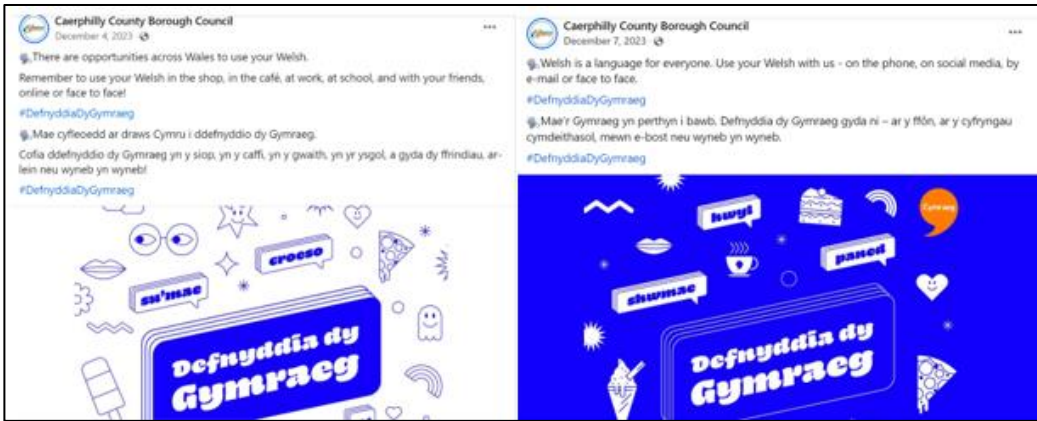 Caerphilly County Borough Council
December 4, 2023
There are opportunities across Wales to use your Welsh.
Remember to use your Welsh in the shop, in the café, at work, at school, and with your friends,
online or face to face!
#DefnyddiaDyGymraeg
Mae cyfleoedd ar draws Cymru i ddefnyddio dy Gymraeg.
Cofia ddefnyddio dy Gymraeg yn y siop, yn y caffi, yn y gwaith, yn yr ysgol, a gyda dy ffrindiau, ar-
lein neu wyneb yn wyneb!
#DefnyddiaDyGymraeg
croeso
su'mae
Defnyddia dy
Gymraeg
Caerphilly County Borough Council
December 7, 2023
Welsh is a language for everyone. Use your Welsh with us - on the phone, on social media, by
e-mail or face to face.
#DefnyddiaDyGymraeg
Mae'r Gymraeg yn perthyn i bawb. Defnyddia dy Gymraeg gyda ni – ar y ffôn, ar y cyfryngau
cymdeithasol, mewn e-bost neu wyneb yn wyneb.
#DefnyddiaDyGymraeg
hwyl
Cymraeg
paned
shwmae
Defnyddia dy
Gymraeg